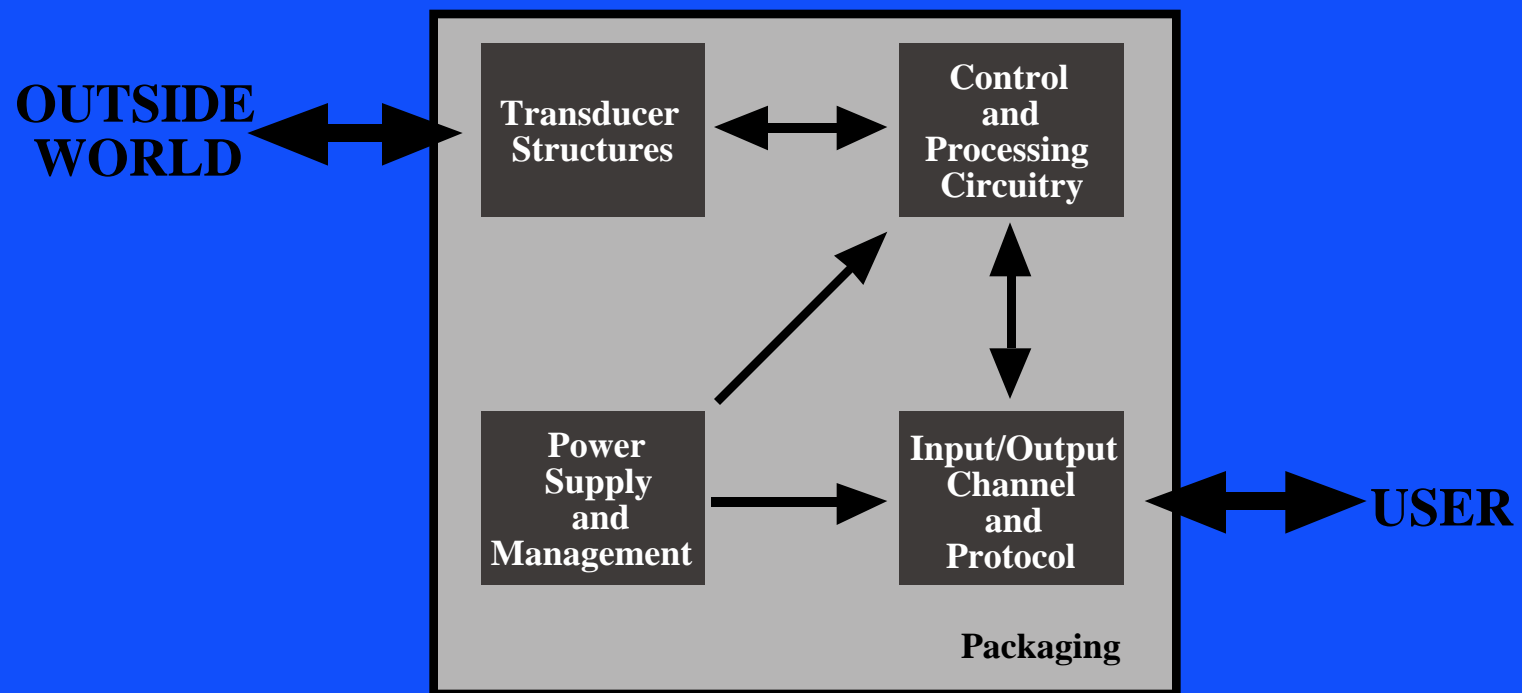 OUTSIDE
WORLD
Transducer
Structures
Control
and
Processing
Circuitry
Power
Supply
and
Management
Input/Output
Channel
and
Protocol
USER
Packaging